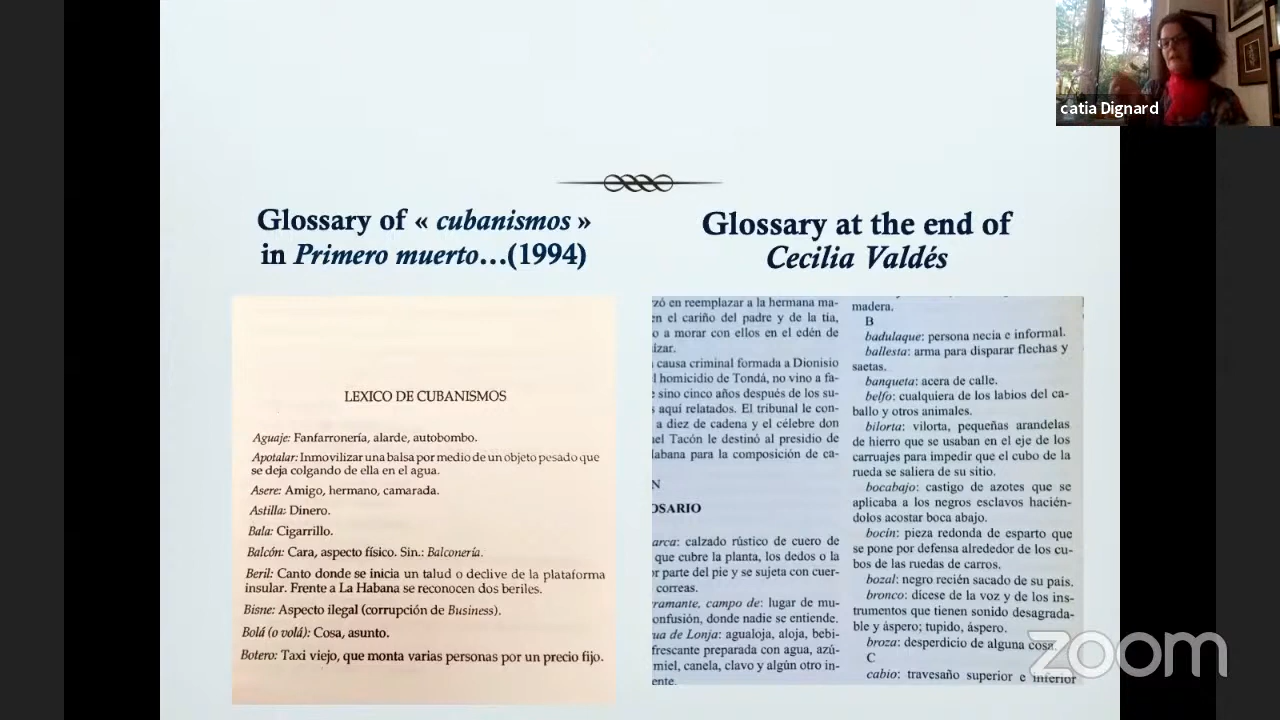 catia Dignard
Glossary of « cubanismos »
in Primero muerto…(1994)
Glossary at the end of
Cecilia Valdés
LEXICO DE CUBANISMOS
Aguaje: Fanfarronería, alarde, autobombo.
Apotalar: Inmovilizar una balsa por medio de un objeto pesado que
se deja colgando de ella en el agua.
Asere: Amigo, hermano, camarada.
Astilla: Dinero.
Bala: Cigarrillo.
Balcón: Cara, aspecto físico. Sin.: Balconería.
Beril: Canto donde se inicia un talud o declive de la plataforma
insular. Frente a La Habana se reconocen dos beriles.
Bisne: Aspecto ilegal (corrupción de Business).
Bolá (o volá): Cosa, asunto.
Botero: Taxi viejo, que monta varias personas por un precio fijo.
zó en reemplazar a la hermana ma-
en el cariño del padre y de la tía,
o a morar con ellos en el edén de
izar.
causa criminal formada a Dionisio
l homicidio de Tondá, no vino a fa-
e sino cinco años después de los su-
s aquí relatados. El tribunal le con-
a diez de cadena y el célebre don
uel Tacón le destinó al presidio de
labana para la composición de ca-
N
OSARIO
arca: calzado rústico de cuero de
que cubre la planta, los dedos o la
r parte del pie y se sujeta con cuer-
correas.
ramante, campo de: lugar de mu-
onfusión, donde nadie se entiende.
ua de Lonja: agualoja, aloja, bebi-
frescante preparada con agua, azú-
miel, canela, clavo y algún otro in-
ente.
madera.
B
badulaque: persona necia e informal.
ballesta: arma para disparar flechas y
saetas.
banqueta: acera de calle.
belfo: cualquiera de los labios del ca-
ballo y otros animales.
bilorta: vilorta, pequeñas arandelas
de hierro que se usaban en el eje de los
carruajes para impedir que el cubo de la
rueda se saliera de su sitio.
bocabajo: castigo de azotes que se
aplicaba a los negros esclavos hacién-
dolos acostar boca abajo.
bocín: pieza redonda de esparto que
se pone por defensa alrededor de los cu-
bos de las ruedas de carros.
bozal: negro recién sacado de su país.
bronco: dícese de la voz y de los ins-
trumentos que tienen sonido desagrada-
ble y áspero; tupido, áspero.
broza: desperdicio de alguna cosa.
C
cabio: travesaño superior e inferior
zoom